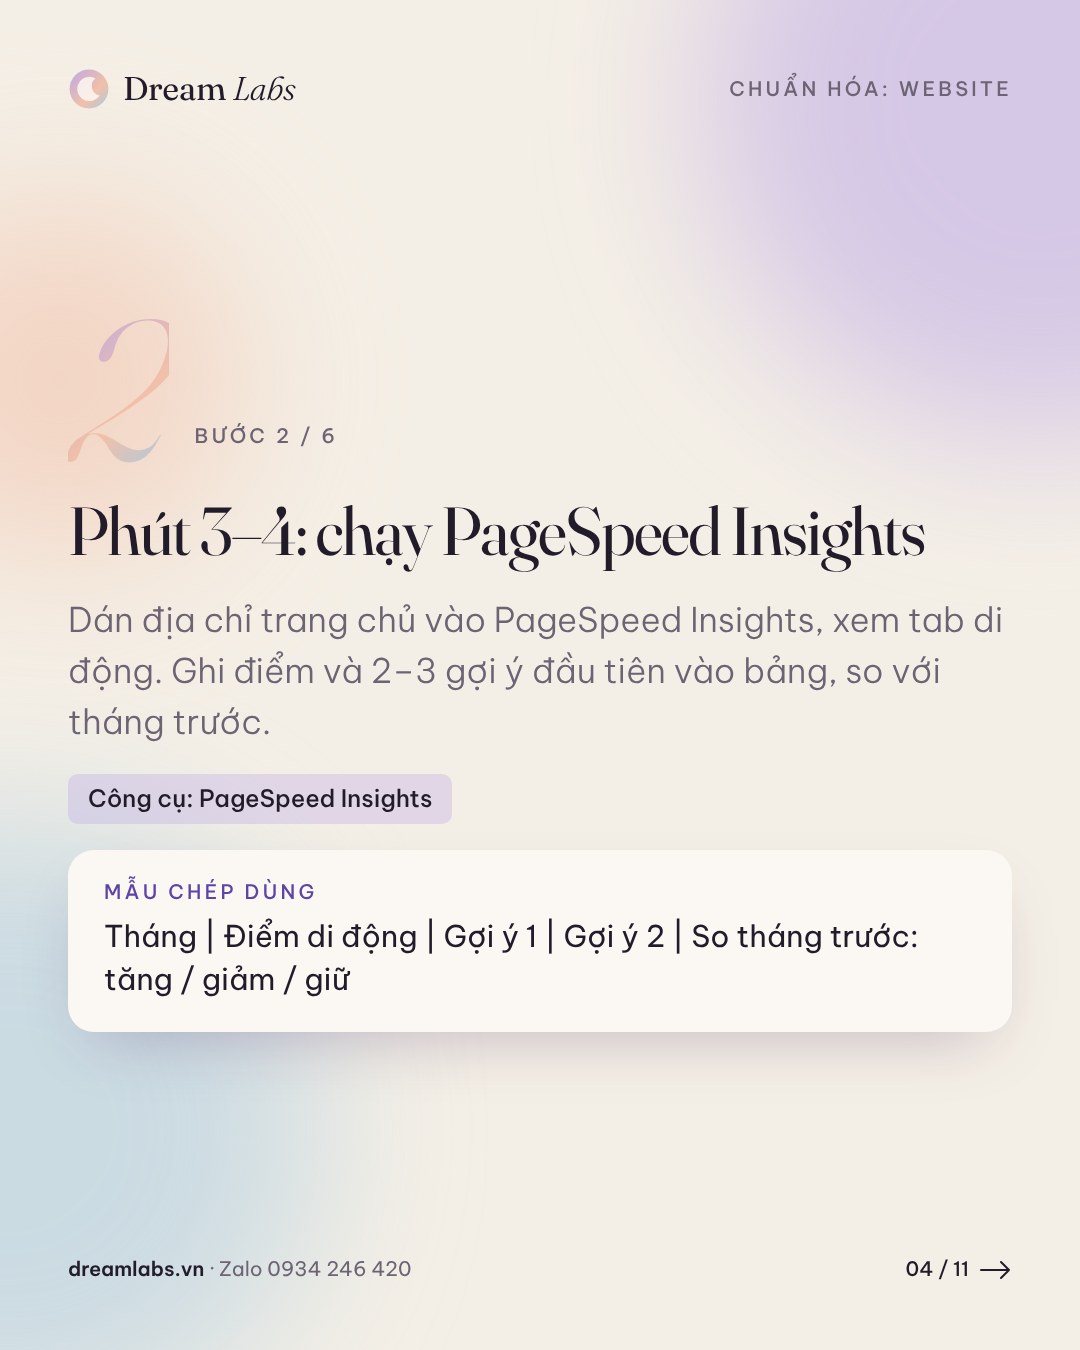 Dream Labs
CHUẨN HÓA: WEBSITE
2
BƯỚC 2 / 6
Phút 3–4: chạy PageSpeed Insights
Dán địa chỉ trang chủ vào PageSpeed Insights, xem tab di
động. Ghi điểm và 2–3 gợi ý đầu tiên vào bảng, so với
tháng trước.
Công cụ: PageSpeed Insights
MẪU CHÉP DÙNG
Tháng | Điểm di động | Gợi ý 1 | Gợi ý 2 | So tháng trước:
tăng / giảm / giữ
dreamlabs.vn · Zalo 0934 246 420
04 / 11